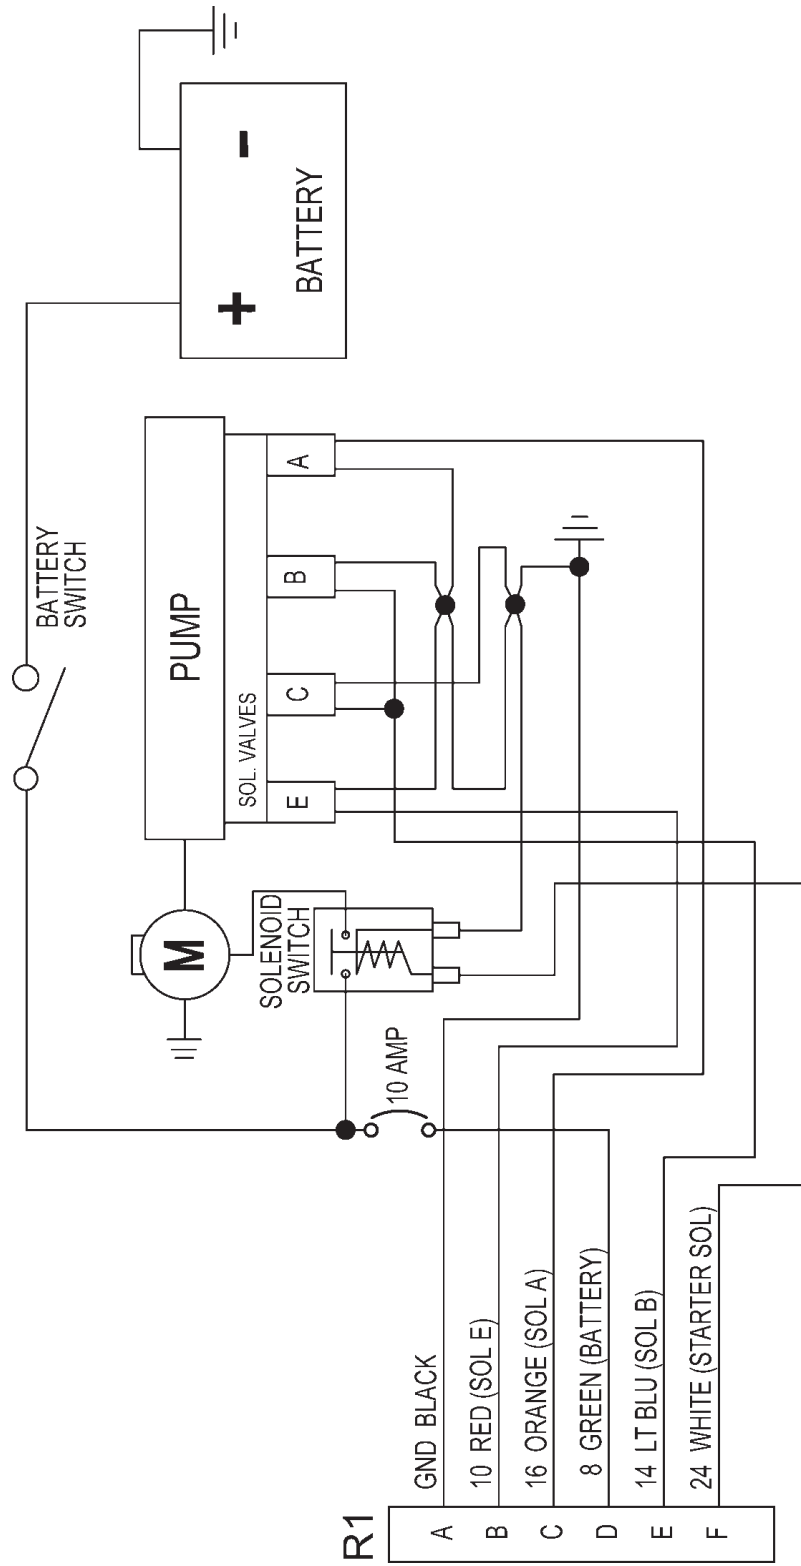 R1
A
B
C
D
E
F
GND BLACK
10 RED (SOL E)
16 ORANGE (SOL A)
8 GREEN (BATTERY)
14 LT BLU (SOL B)
24 WHITE (STARTER SOL)
10 AMP
M
SOLENOID
SWITCH
PUMP
SOL. VALVES
E
C
B
A
BATTERY
SWITCH
+
-
BATTERY